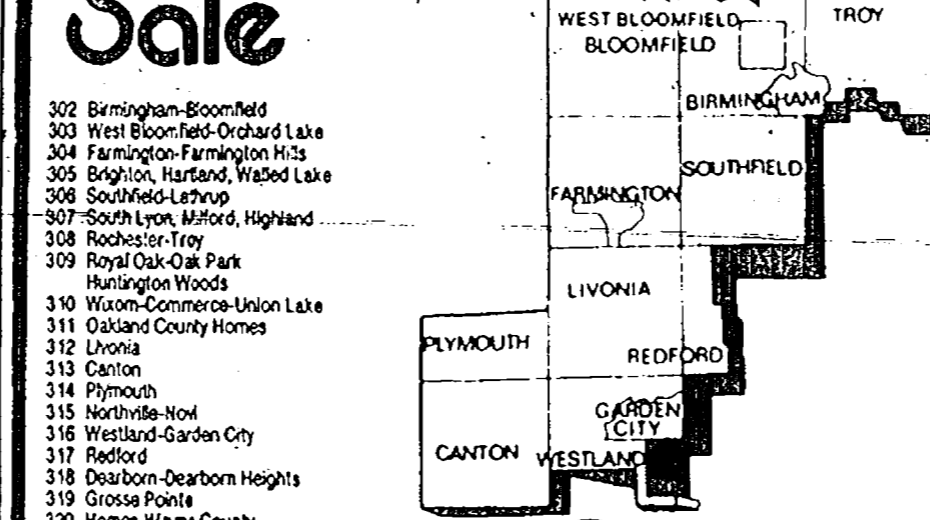 Sale
302 Birmingham-Bloomfield
303 West Bloomfield-Orchard Lake
304 Farmington-Farmington Hills
305 Brighton, Hartland, Walled Lake
306 Southfield-Lathrup
307 South Lyon, Milford, Highland
308 Rochester-Troy
309 Royal Oak-Oak Park
Huntington Woods
310 Wixom-Commerce-Union Lake
311 Oakland County Homes
312 Livonia
313 Canton
314 Plymouth
315 Northville-Novi
316 Westland-Garden City
317 Redford
318 Dearborn-Dearborn Heights
319 Grosse Pointe
320 Homes-Wayne County
WEST BLOOMFIELD
BLOOMFIELD
TROY
BIRMINGHAM
SOUTHFIELD
FARMINGTON
LIVONIA
PLYMOUTH
REDFORD
GARDEN
CITY
CANTON
WESTLAND